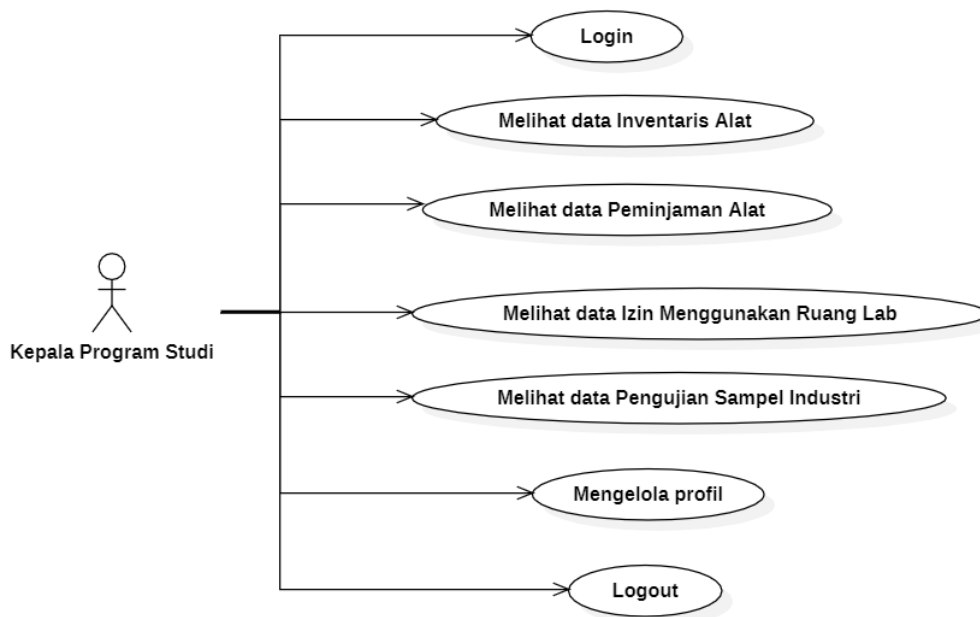 Login
Melihat data Inventaris Alat
Melihat data Peminjaman Alat
Melihat data Izin Menggunakan Ruang Lab
Kepala Program Studi
Melihat data Pengujian Sampel Industri
Mengelola profil
Logout